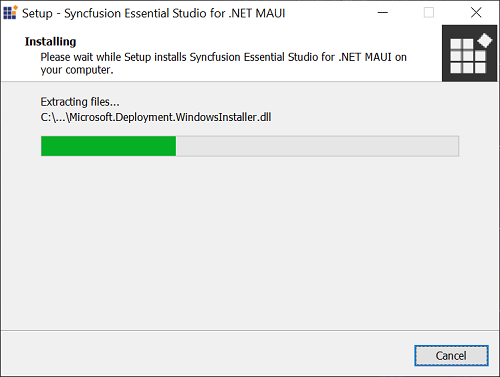 Setup - Syncfusion Essential Studio for .NET MAUI
Installing
Please wait while Setup installs Syncfusion Essential Studio for .NET MAUI on
your computer.
Extracting files...
C:\...\Microsoft.Deployment.WindowsInstaller.dll
Cancel